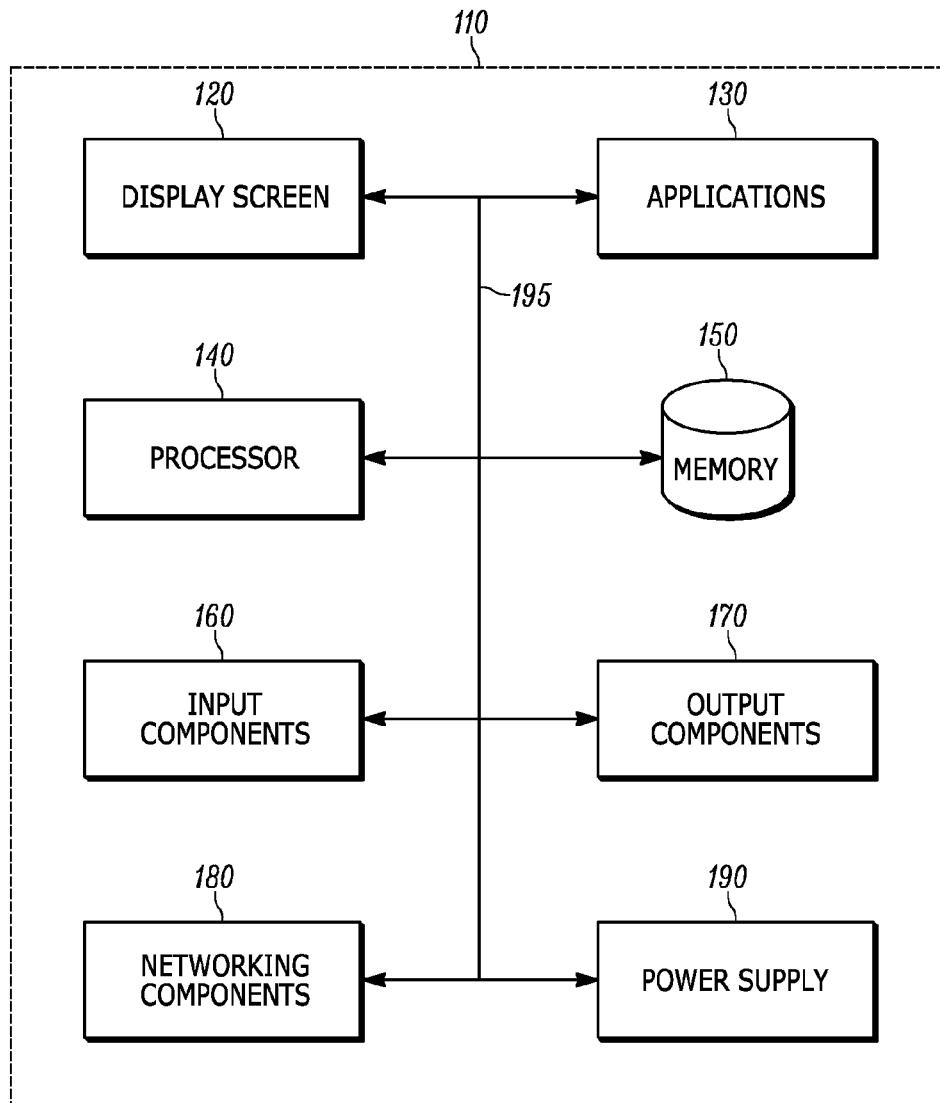 110
120
130
DISPLAY SCREEN
APPLICATIONS
195
140
150
PROCESSOR
MEMORY
160
170
INPUT
COMPONENTS
OUTPUT
COMPONENTS
180
190
NETWORKING
COMPONENTS
POWER SUPPLY